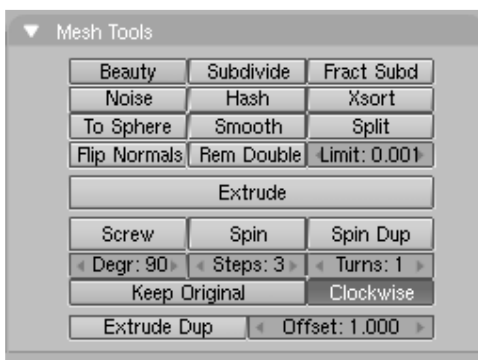 Mesh Tools
Beauty Subdivide Fract Subd
Noise Hash Xsort
To Sphere Smooth Split
Flip Normals Rem Double Limit: 0.001
Extrude
Screw Spin Spin Dup
Degr: 90 Steps: 3 Turns: 1
Keep Original Clockwise
Extrude Dup Offset: 1.000